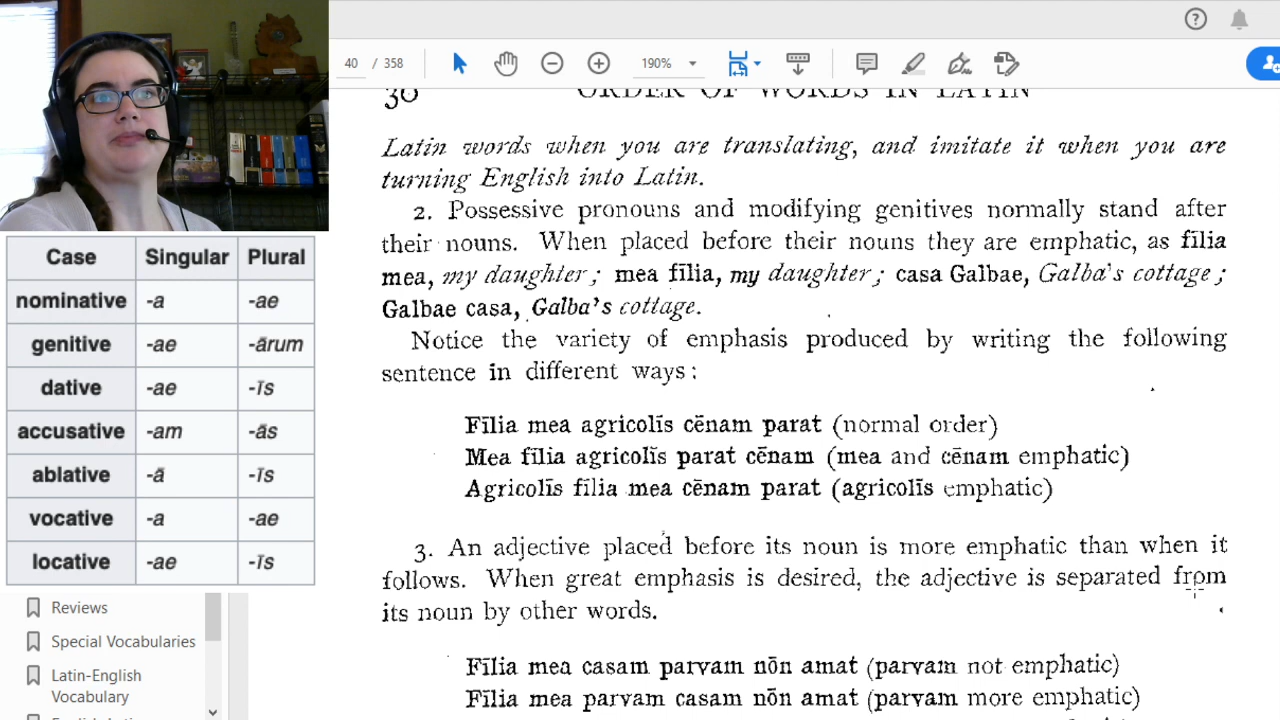 40 / 358
190%
30 ORDER OF WORDS IN LATIN
Latin words when you are translating, and imitate it when you are
turning English into Latin.
2. Possessive pronouns and modifying genitives normally stand after
their nouns. When placed before their nouns they are emphatic, as fīlia
mea, my daughter; mea fīlia, my daughter; casa Galbae, Galba's cottage;
Galbae casa, Galba's cottage.
Notice the variety of emphasis produced by writing the following
sentence in different ways:
Fīlia mea agricolīs cēnam parat (normal order)
Mea fīlia agricolīs parat cēnam (mea and cēnam emphatic)
Agricolīs fīlia mea cēnam parat (agricolīs emphatic)
3. An adjective placed before its noun is more emphatic than when it
follows. When great emphasis is desired, the adjective is separated from
its noun by other words.
Fīlia mea casam parvam nōn amat (parvam not emphatic)
Fīlia mea parvam casam nōn amat (parvam more emphatic)
Case Singular Plural
nominative -a -ae
genitive -ae -ārum
dative -ae -īs
accusative -am -ās
ablative -ā -īs
vocative -a -ae
locative -ae -īs
Reviews
Special Vocabularies
Latin-English
Vocabulary